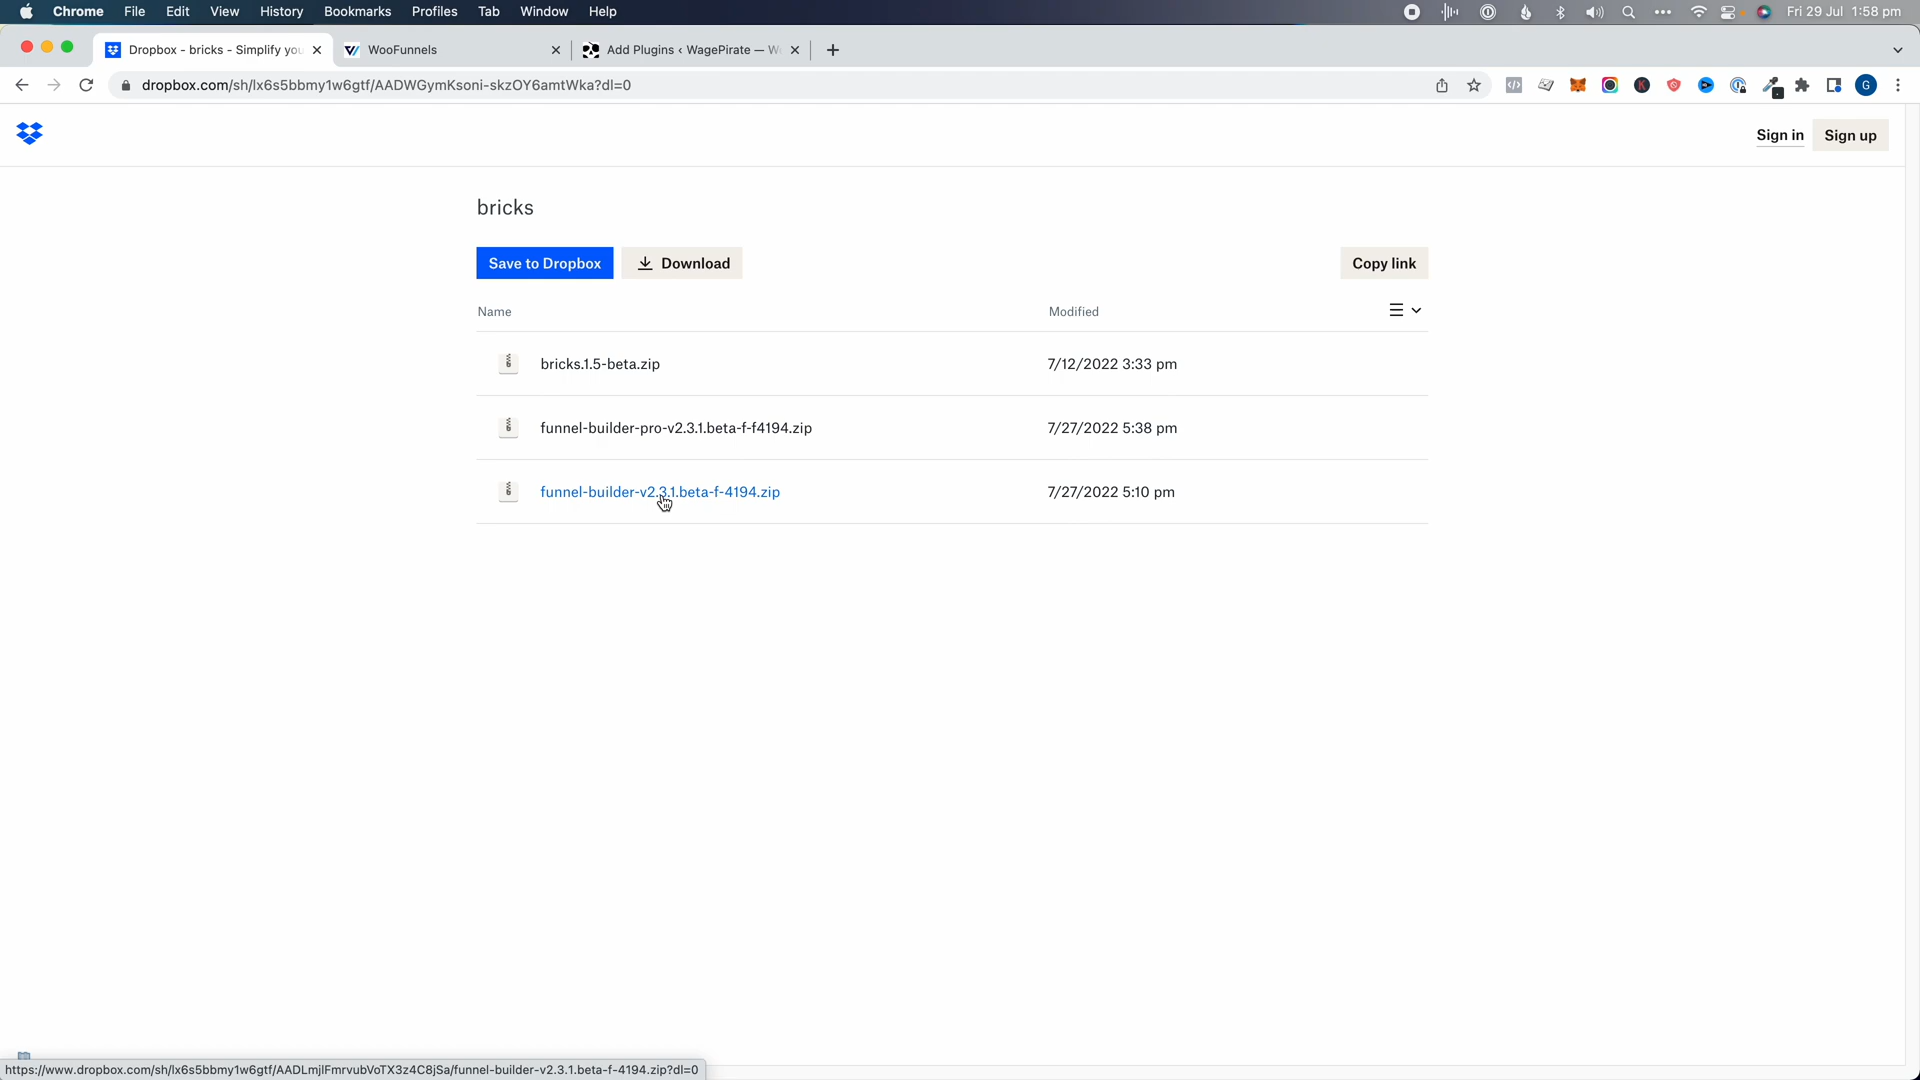 Chrome File Edit View History Bookmarks Profiles Tab Window Help Fri 29 Jul 1:58 pm
Dropbox - bricks - Simplify you WooFunnels Add Plugins ‹ WagePirate — W
dropbox.com/sh/lx6s5bbmy1w6gtf/AADWGymKsoni-skzOY6amtWka?dl=0 G
Sign in Sign up
bricks
Save to Dropbox Download Copy link
Name Modified
bricks.1.5-beta.zip 7/12/2022 3:33 pm
funnel-builder-pro-v2.3.1.beta-f-f4194.zip 7/27/2022 5:38 pm
funnel-builder-v2.3.1.beta-f-4194.zip 7/27/2022 5:10 pm
https://www.dropbox.com/sh/lx6s5bbmy1w6gtf/AADLmjlFmrvubVoTX3z4C8jSa/funnel-builder-v2.3.1.beta-f-4194.zip?dl=0